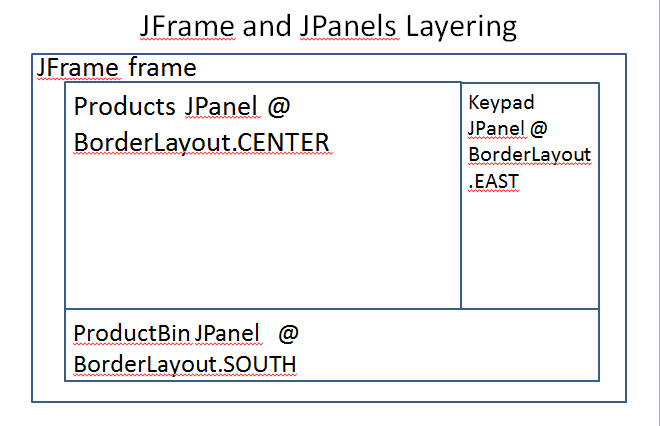 JFrame and JPanels Layering
JFrame frame
Products JPanel @
BorderLayout.CENTER
Keypad
JPanel @
BorderLayout
.EAST
ProductBin JPanel @
BorderLayout.SOUTH